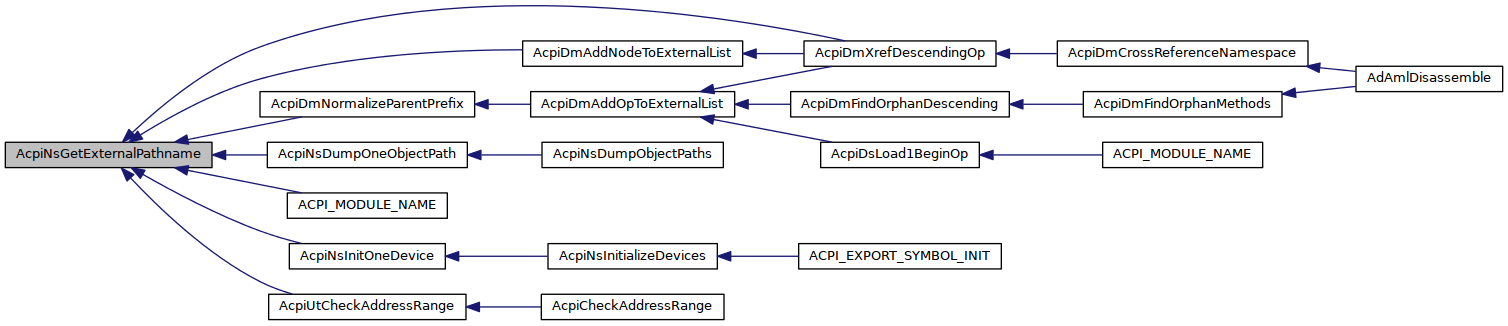 AcpiDmAddNodeToExternalList
AcpiDmXrefDescendingOp
AcpiDmCrossReferenceNamespace
AdAmlDisassemble
AcpiDmNormalizeParentPrefix
AcpiDmAddOpToExternalList
AcpiDmFindOrphanDescending
AcpiDmFindOrphanMethods
AcpiNsGetExternalPathname
AcpiNsDumpOneObjectPath
AcpiNsDumpObjectPaths
AcpiDsLoad1BeginOp
ACPI_MODULE_NAME
ACPI_MODULE_NAME
AcpiNsInitOneDevice
AcpiNsInitializeDevices
ACPI_EXPORT_SYMBOL_INIT
AcpiUtCheckAddressRange
AcpiCheckAddressRange